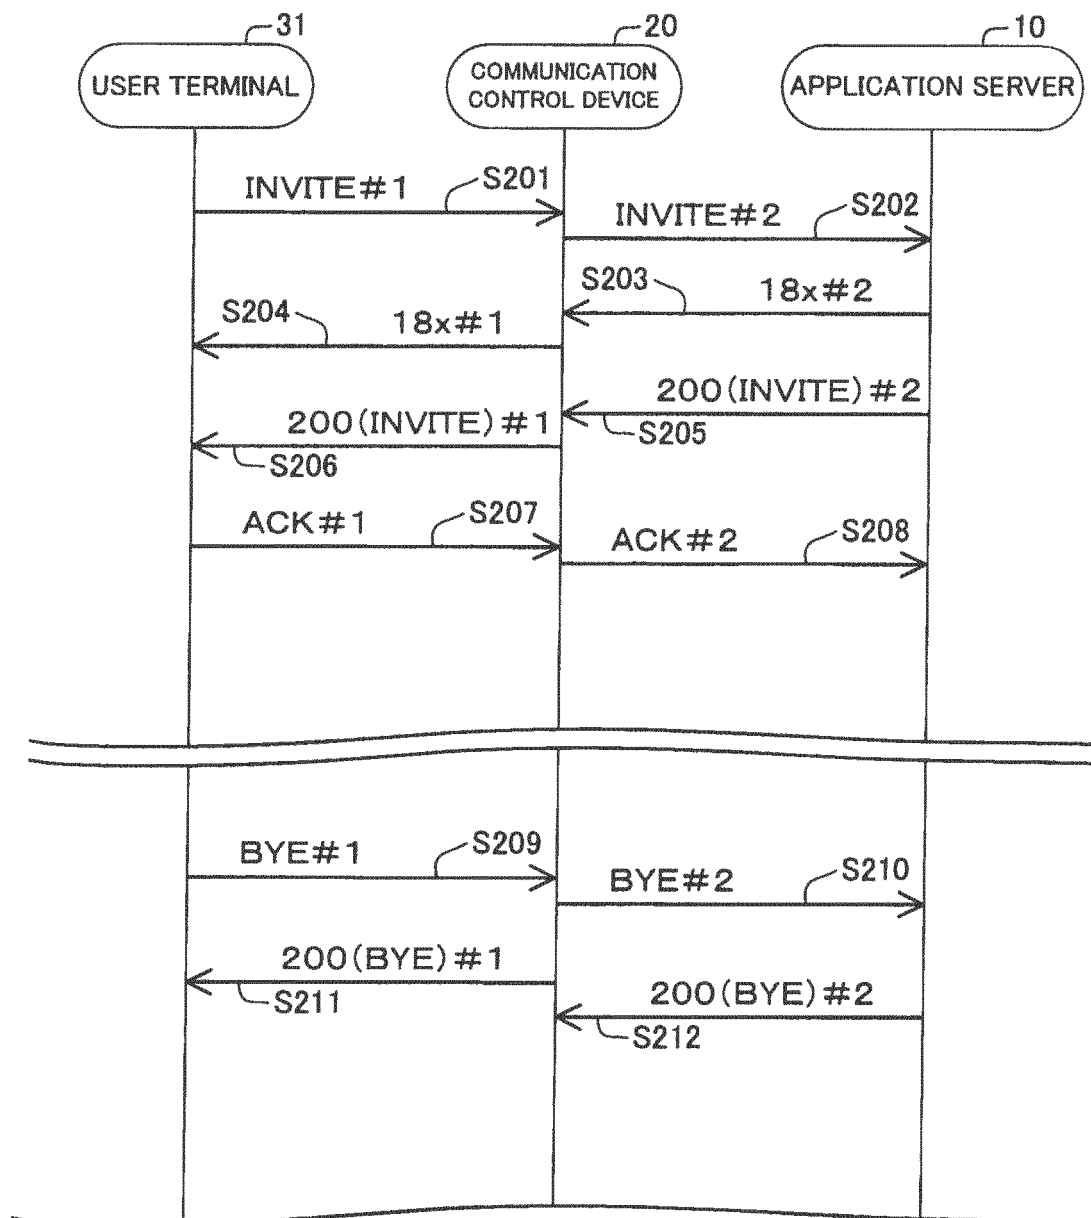 31
20
10
USER TERMINAL
COMMUNICATION
CONTROL DEVICE
APPLICATION SERVER
INVITE#1
S201
INVITE#2
S202
S203
18x#2
S204
18x#1
200(INVITE)#2
S205
200(INVITE)#1
S206
ACK#1
S207
ACK#2
S208
BYE#1
S209
BYE#2
S210
200(BYE)#1
S211
200(BYE)#2
S212